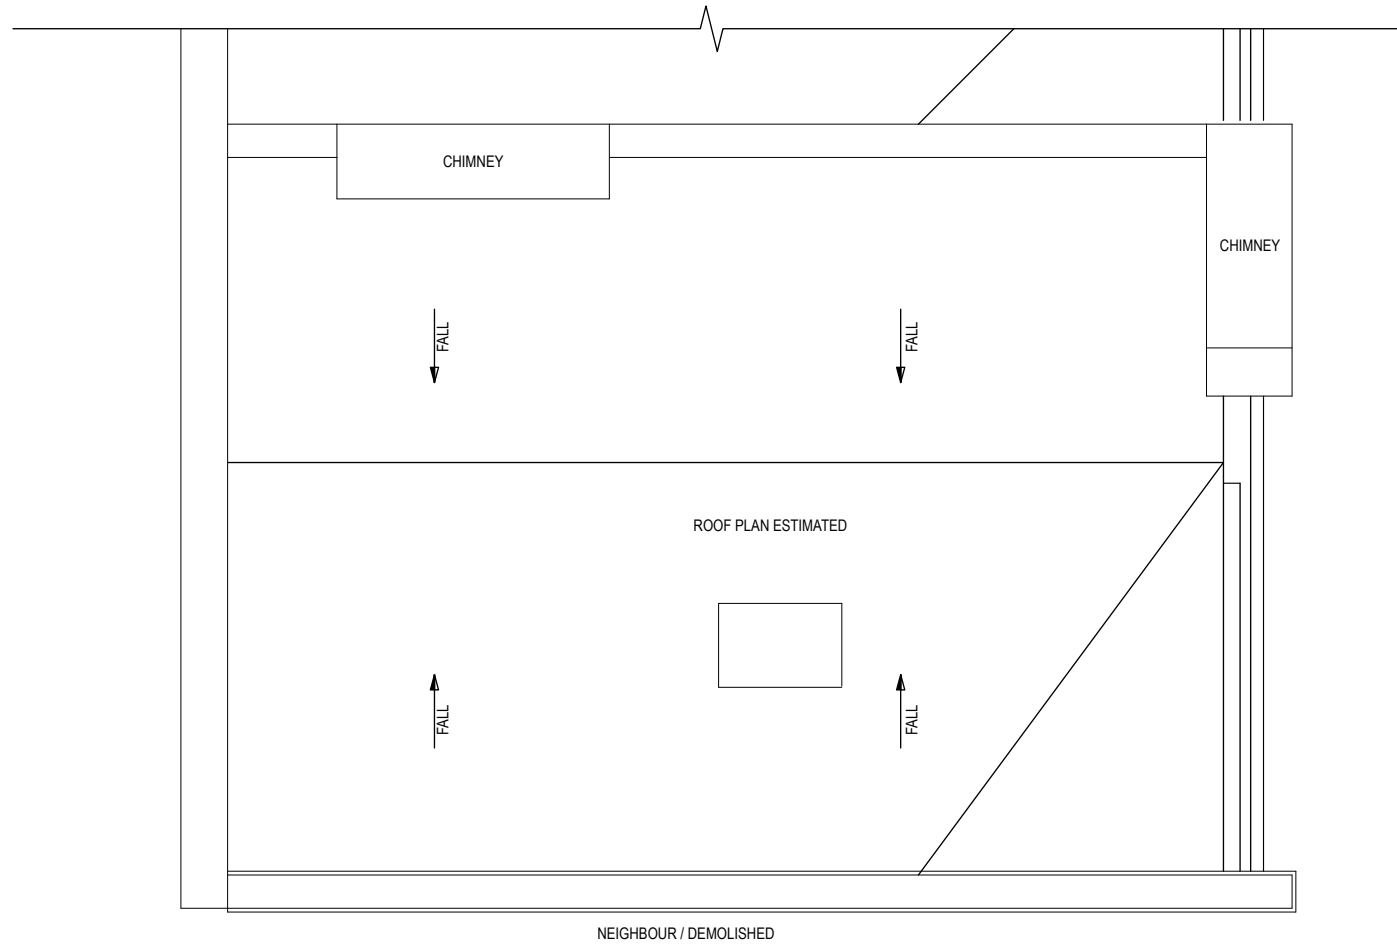 CHIMNEY
CHIMNEY
FALL
FALL
ROOF PLAN ESTIMATED
FALL
FALL
NEIGHBOUR / DEMOLISHED